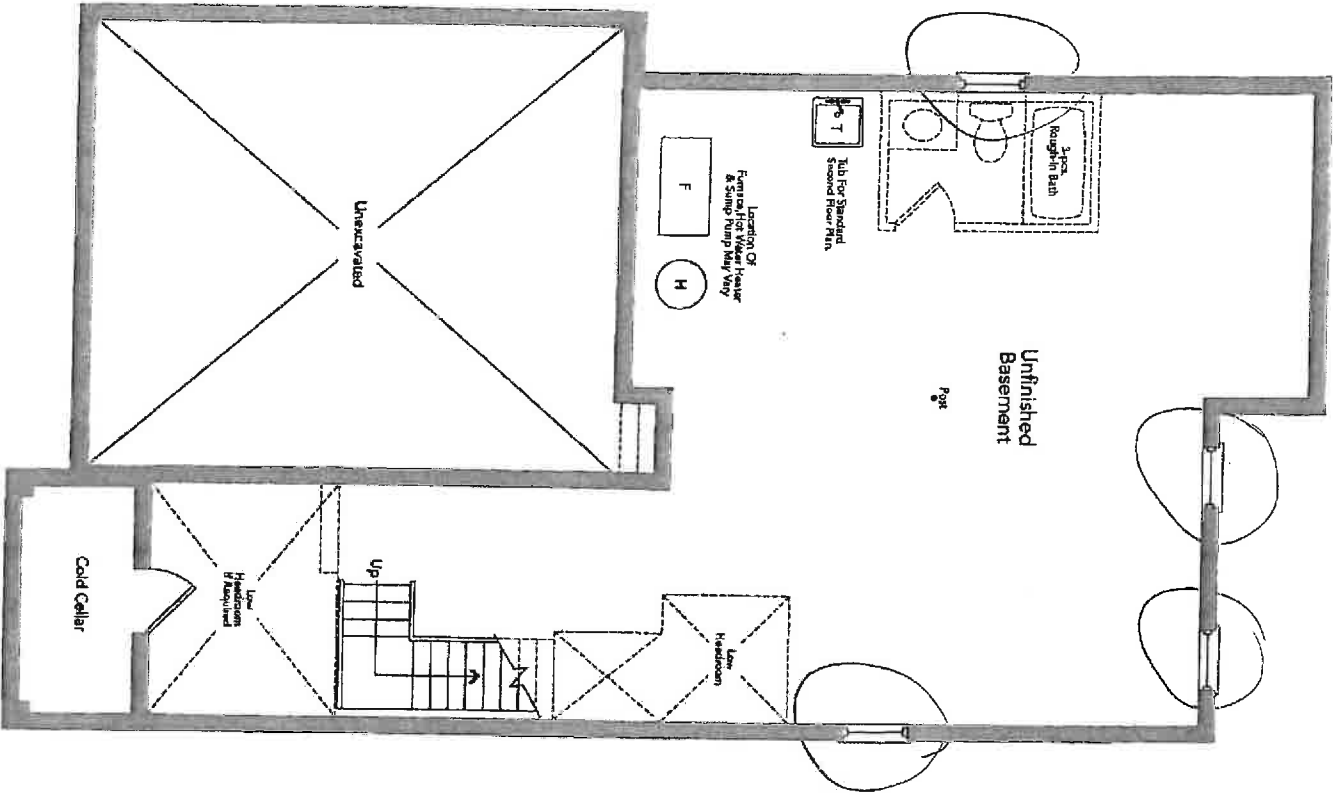 Unexcavated
F
H
Location Of
Furnace, Hot Water Heater
& Sump Pump May Vary
T
Tub For Standard
Second Floor Plan.
3-pce.
Rough-In Bath
Unfinished
Basement
Post
Cold Cellar
Low
Headroom
If Required
Up
Low
Headroom